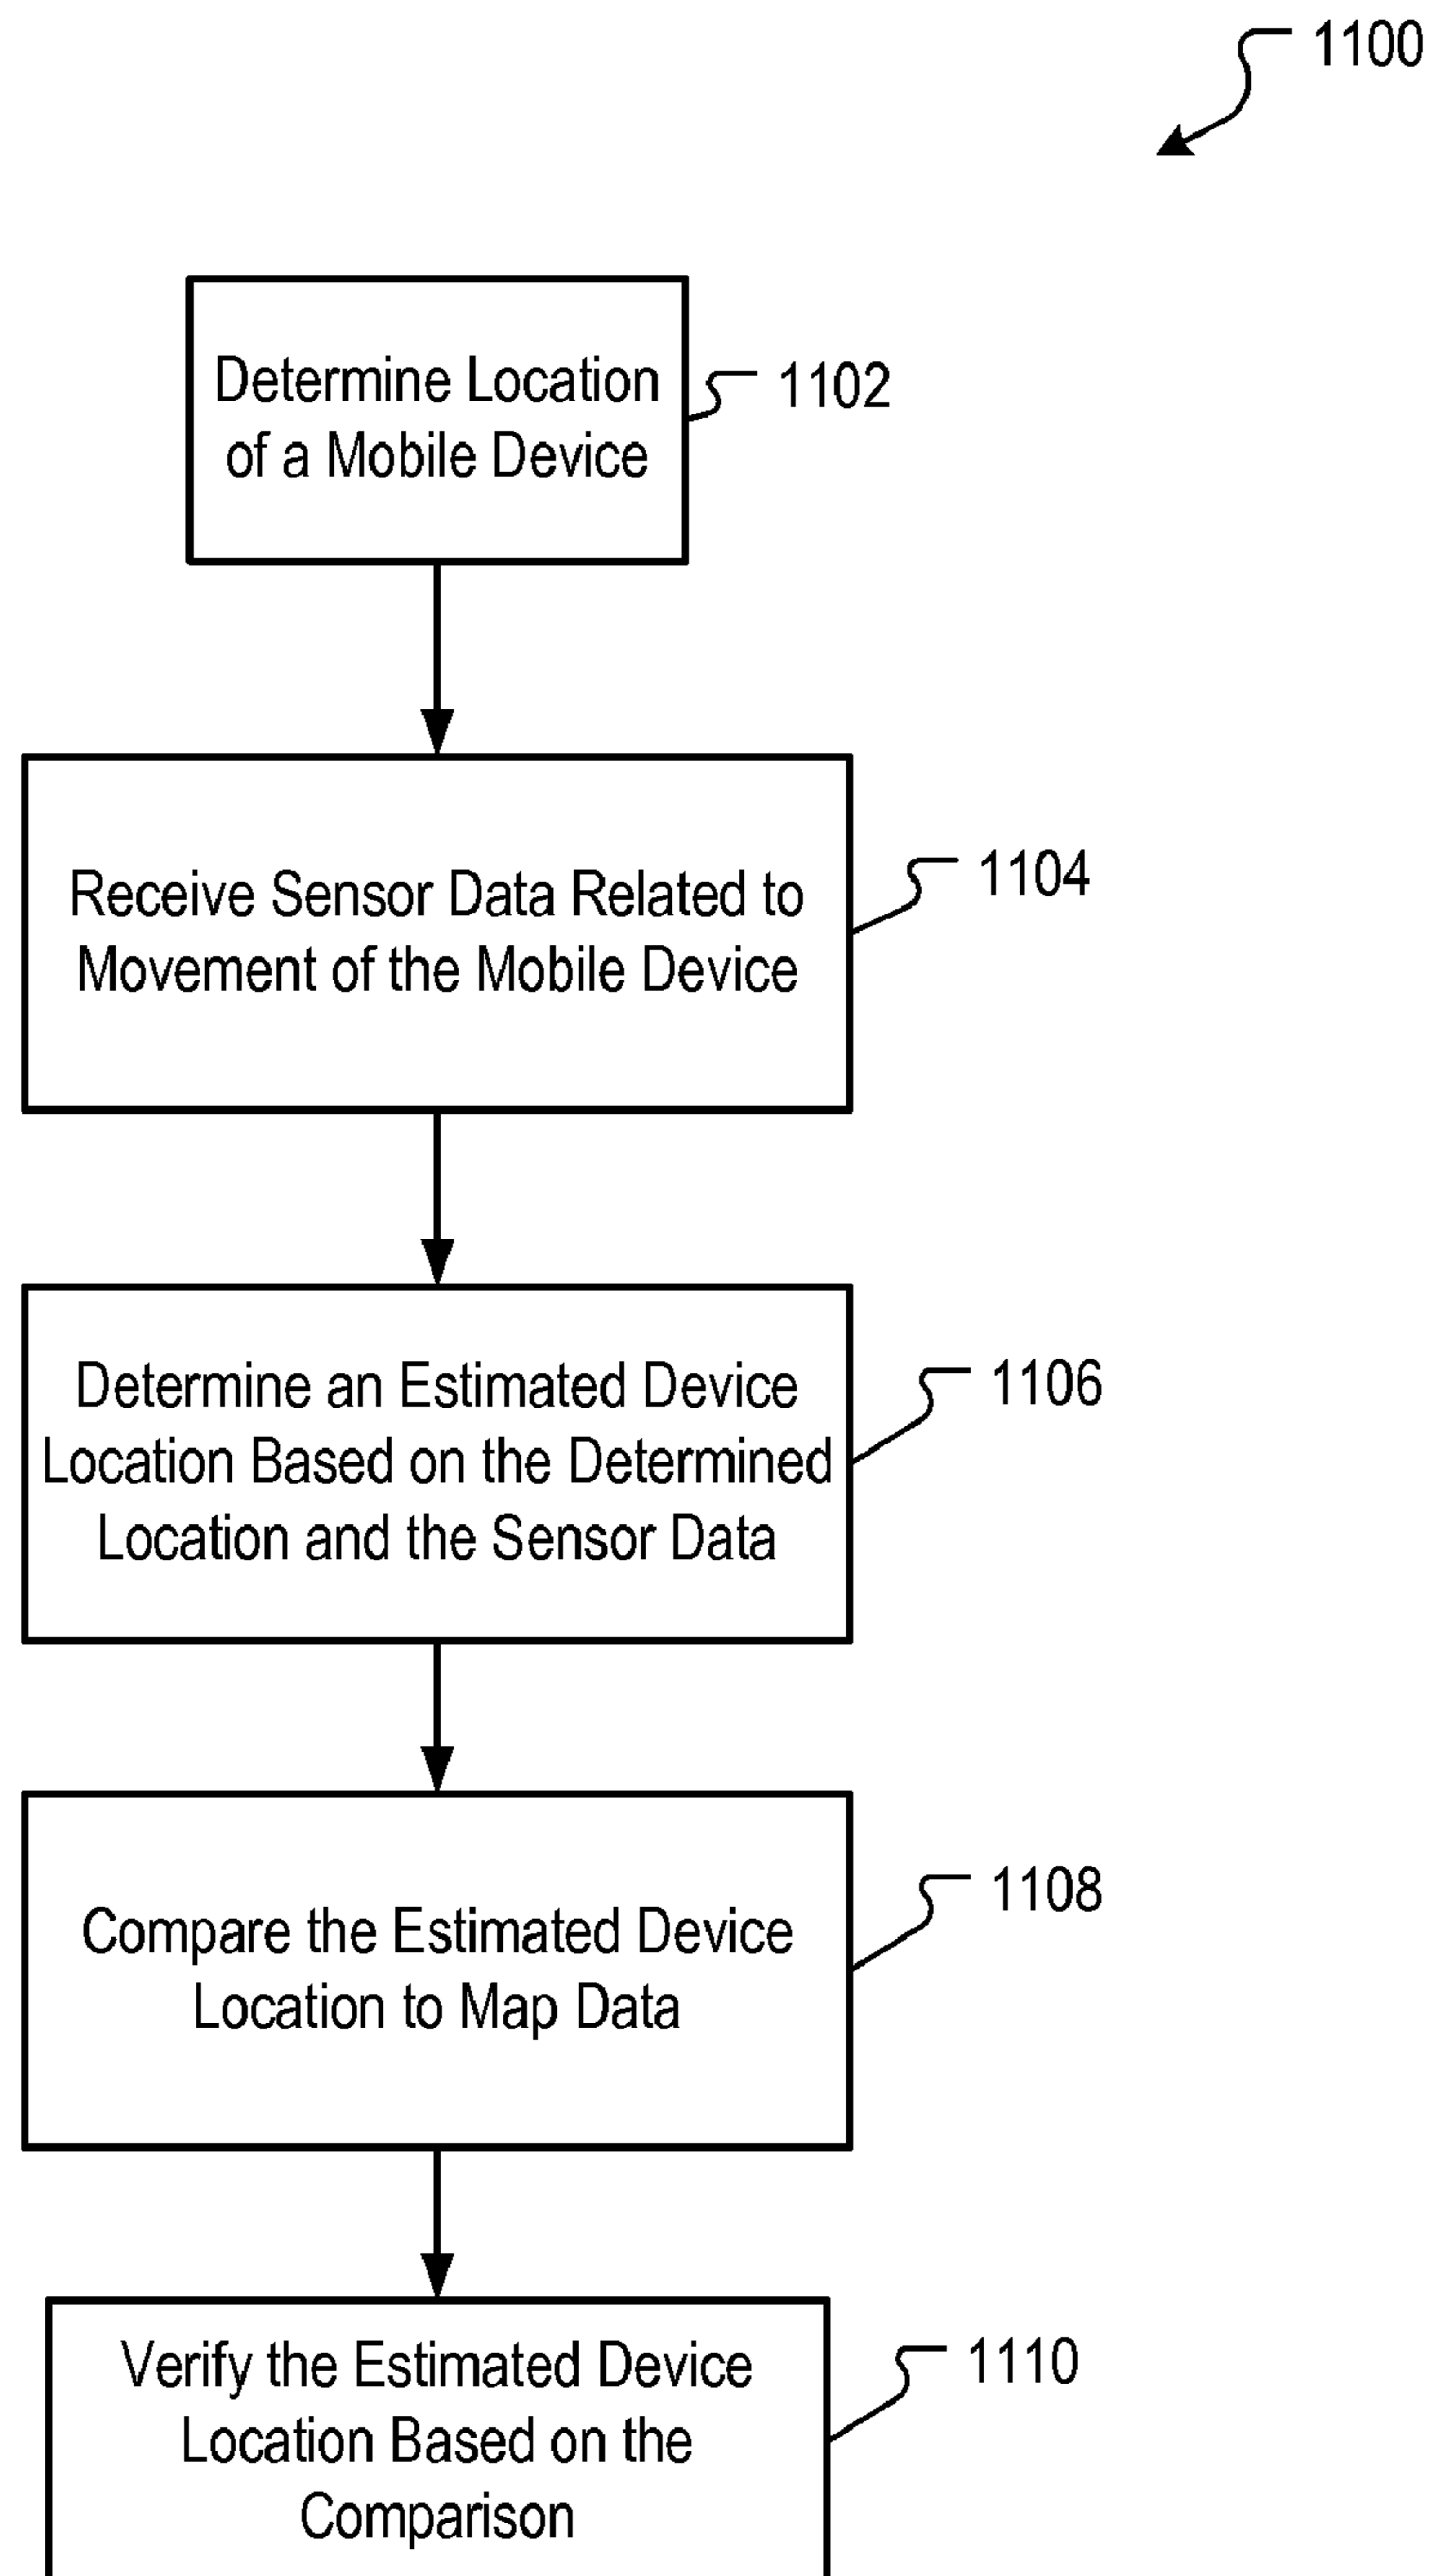 1100
Determine Location
of a Mobile Device
1102
Receive Sensor Data Related to
Movement of the Mobile Device
1104
Determine an Estimated Device
Location Based on the Determined
Location and the Sensor Data
1106
Compare the Estimated Device
Location to Map Data
1108
Verify the Estimated Device
Location Based on the
Comparison
1110